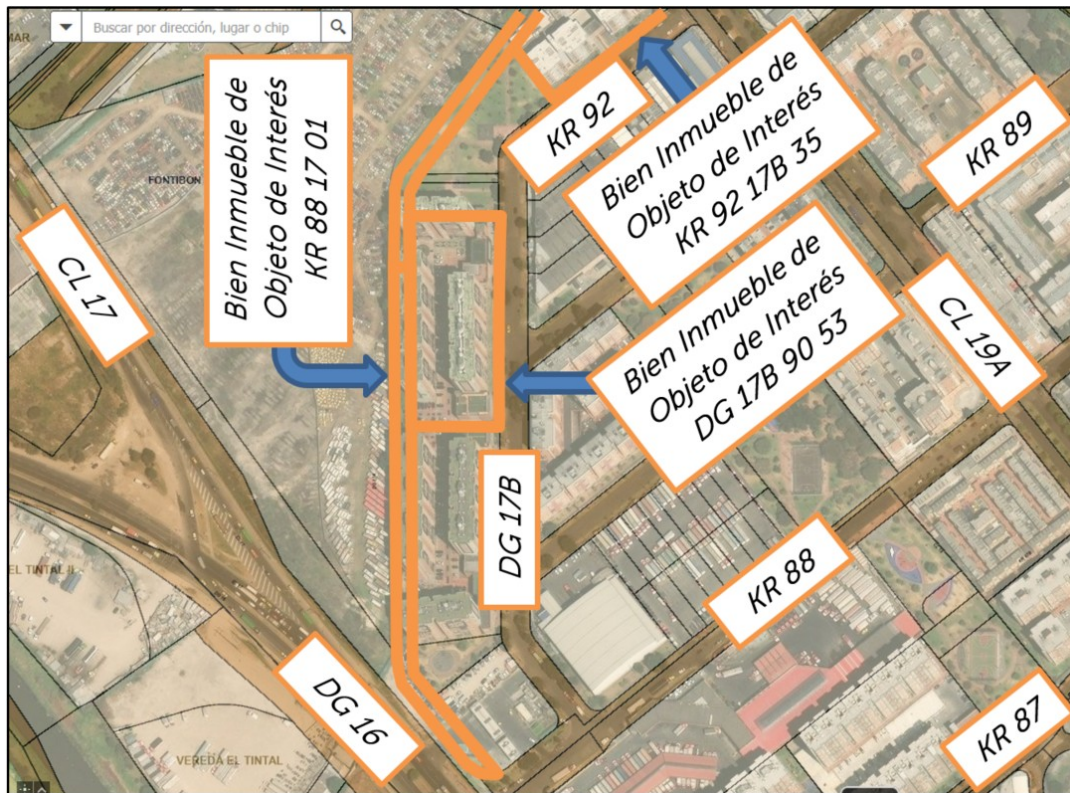 MAR
Buscar por dirección, lugar o chip
Bien Inmueble de
Objeto de Interés
KR 88 17 01
KR 92
Bien Inmueble de
Objeto de Interés
KR 92 17B 35
KR 89
FONTIBON
CL 17
Bien Inmueble de
Objeto de Interés
DG 17B 90 53
CL 19A
DG 17B
EL TINTAL II
KR 88
DG 16
VEREDA EL TINTAL
KR 87